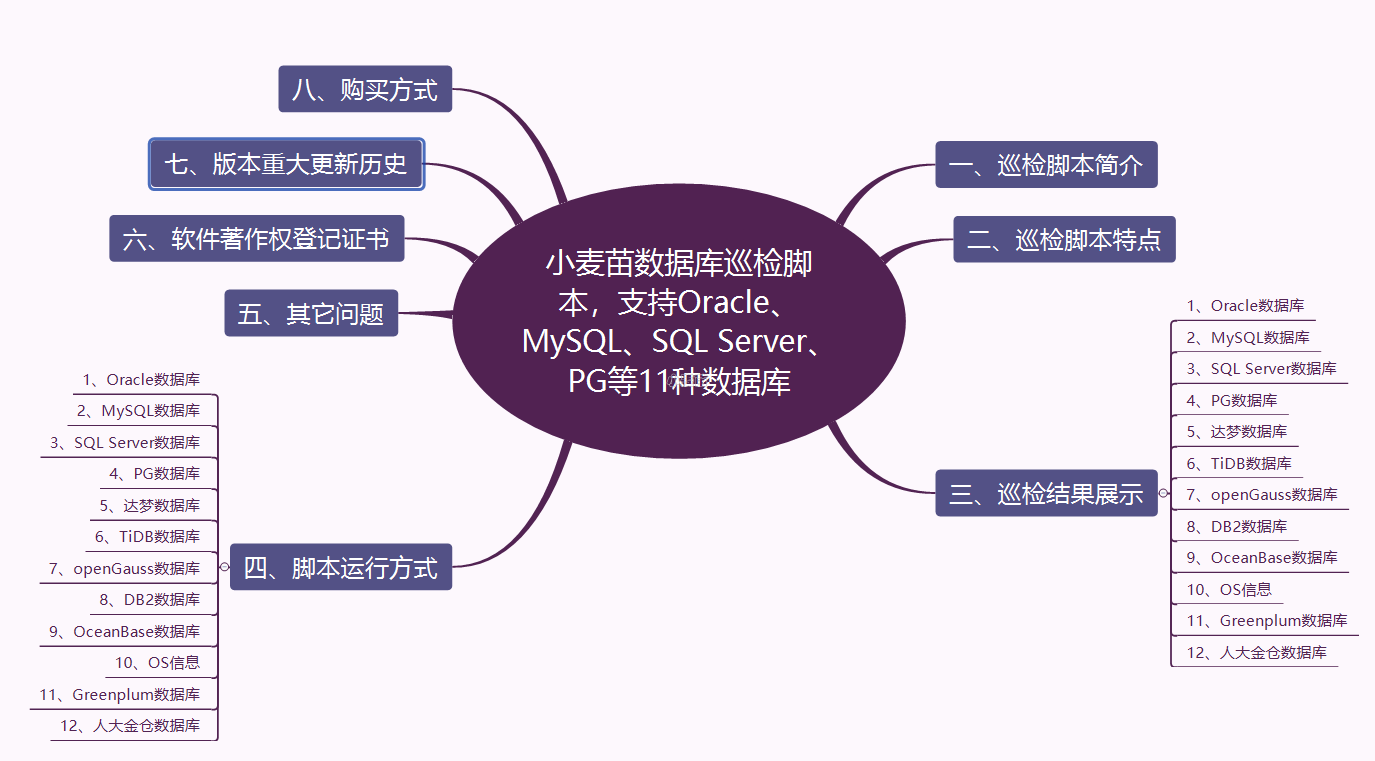 小麦苗数据库巡检脚
本，支持Oracle、
MySQL、SQL Server、
PG等11种数据库
一、巡检脚本简介
二、巡检脚本特点
三、巡检结果展示
1、Oracle数据库
2、MySQL数据库
3、SQL Server数据库
4、PG数据库
5、达梦数据库
6、TiDB数据库
7、openGauss数据库
8、DB2数据库
9、OceanBase数据库
10、OS信息
11、Greenplum数据库
12、人大金仓数据库
四、脚本运行方式
1、Oracle数据库
2、MySQL数据库
3、SQL Server数据库
4、PG数据库
5、达梦数据库
6、TiDB数据库
7、openGauss数据库
8、DB2数据库
9、OceanBase数据库
10、OS信息
11、Greenplum数据库
12、人大金仓数据库
五、其它问题
六、软件著作权登记证书
七、版本重大更新历史
八、购买方式